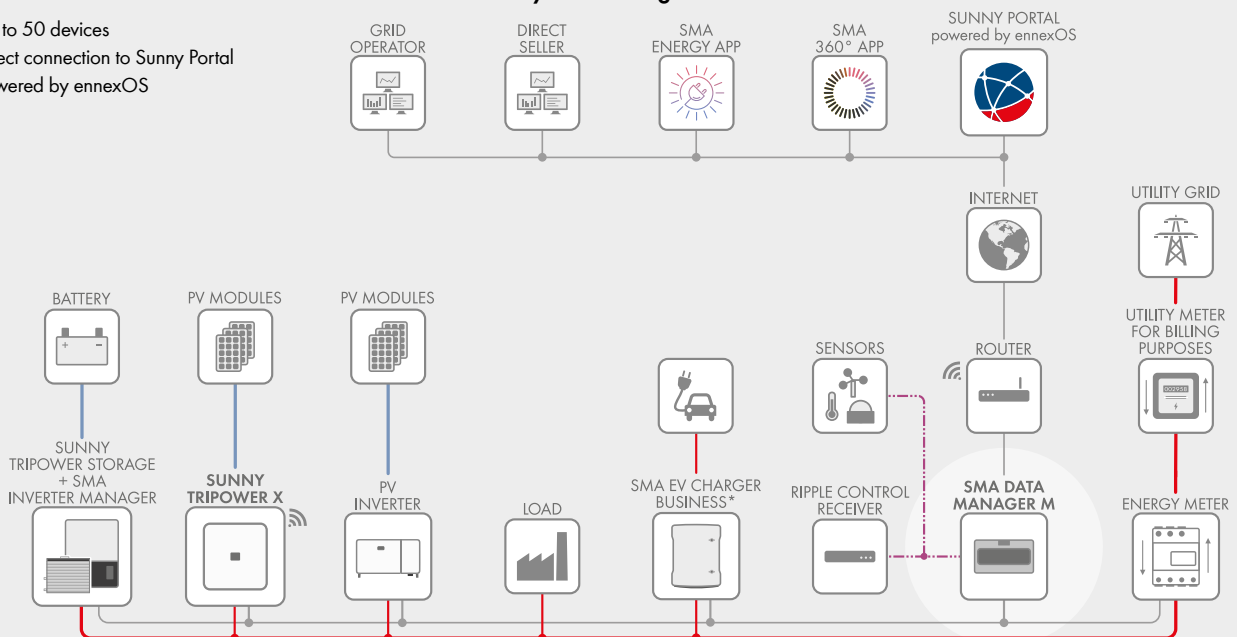 to 50 devices
ect connection to Sunny Portal
wered by ennexOS
GRID
OPERATOR
DIRECT
SELLER
SMA
ENERGY APP
SMA
360° APP
SUNNY PORTAL
powered by ennexOS
INTERNET
UTILITY GRID
BATTERY
PV MODULES
PV MODULES
SENSORS
ROUTER
UTILITY METER
FOR BILLING
PURPOSES
002958
SUNNY
TRIPOWER STORAGE
+ SMA
INVERTER MANAGER
SUNNY
TRIPOWER X
PV
INVERTER
LOAD
SMA EV CHARGER
BUSINESS*
RIPPLE CONTROL
RECEIVER
SMA DATA
MANAGER M
ENERGY METER